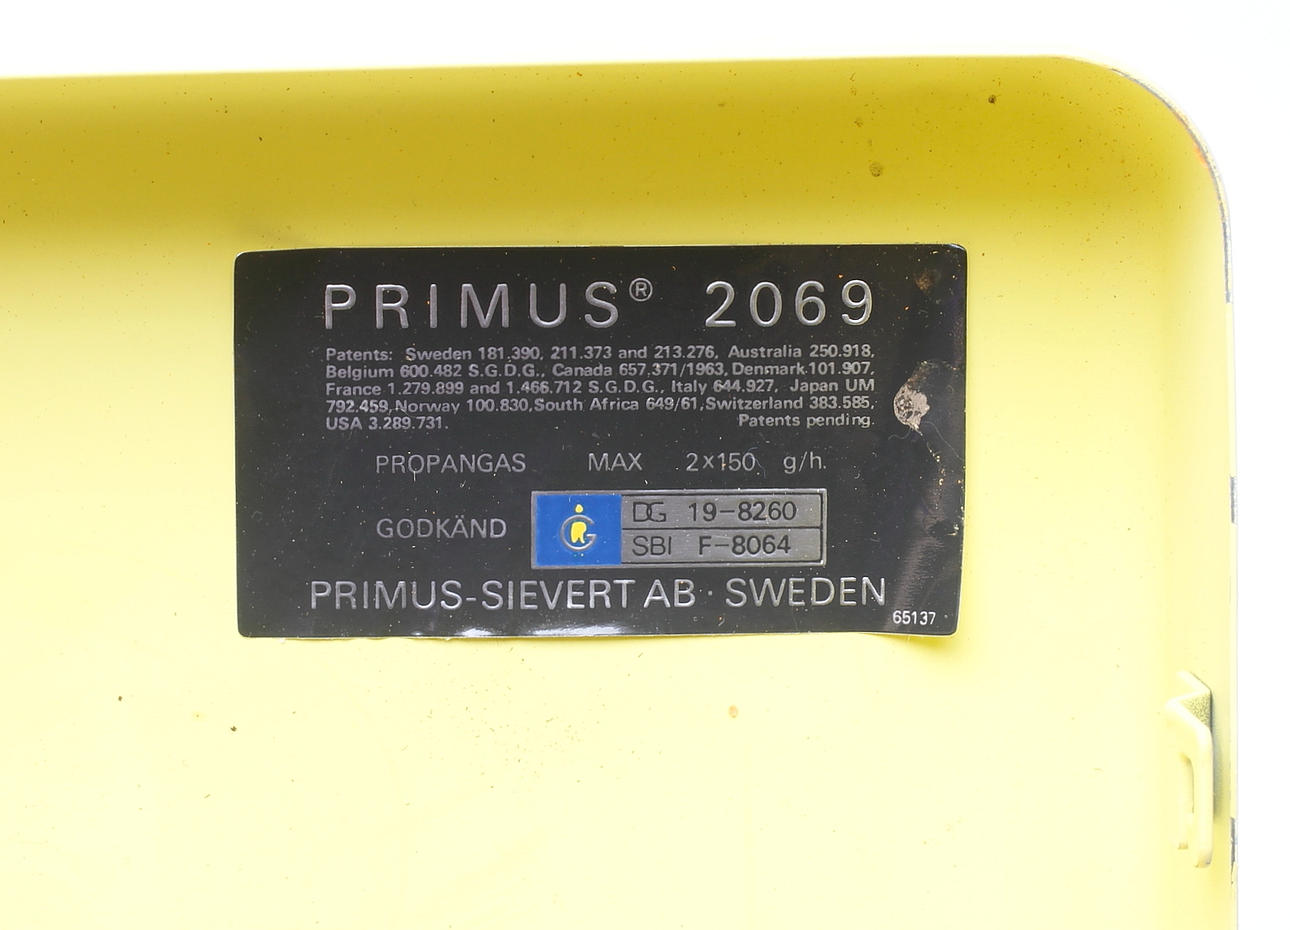 PRIMUS® 2069
Patents: Sweden 181.390, 211.373 and 213.276, Australia 250.918,
Belgium 600.482 S.G.D.G., Canada 657.371/1963, Denmark 101.907,
France 1.279.899 and 1.466.712 S.G.D.G., Italy 644.927, Japan UM
792.459, Norway 100.830, South Africa 649/61, Switzerland 383.585,
USA 3.289.731. Patents pending.
PROPANGAS MAX 2×150 g/h.
GODKÄND DG 19-8260
SBI F-8064
PRIMUS-SIEVERT AB · SWEDEN
65137